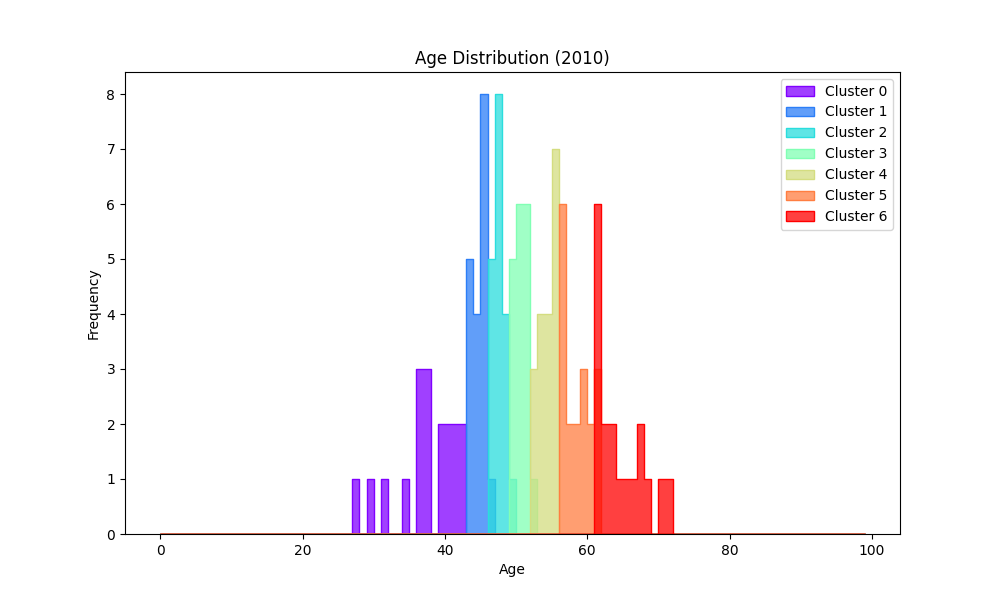 Age Distribution (2010)
Cluster 0
Cluster 1
Cluster 2
Cluster 3
Cluster 4
Cluster 5
Cluster 6
Frequency
8
7
6
5
4
3
2
1
0
0 20 40 60 80 100
Age